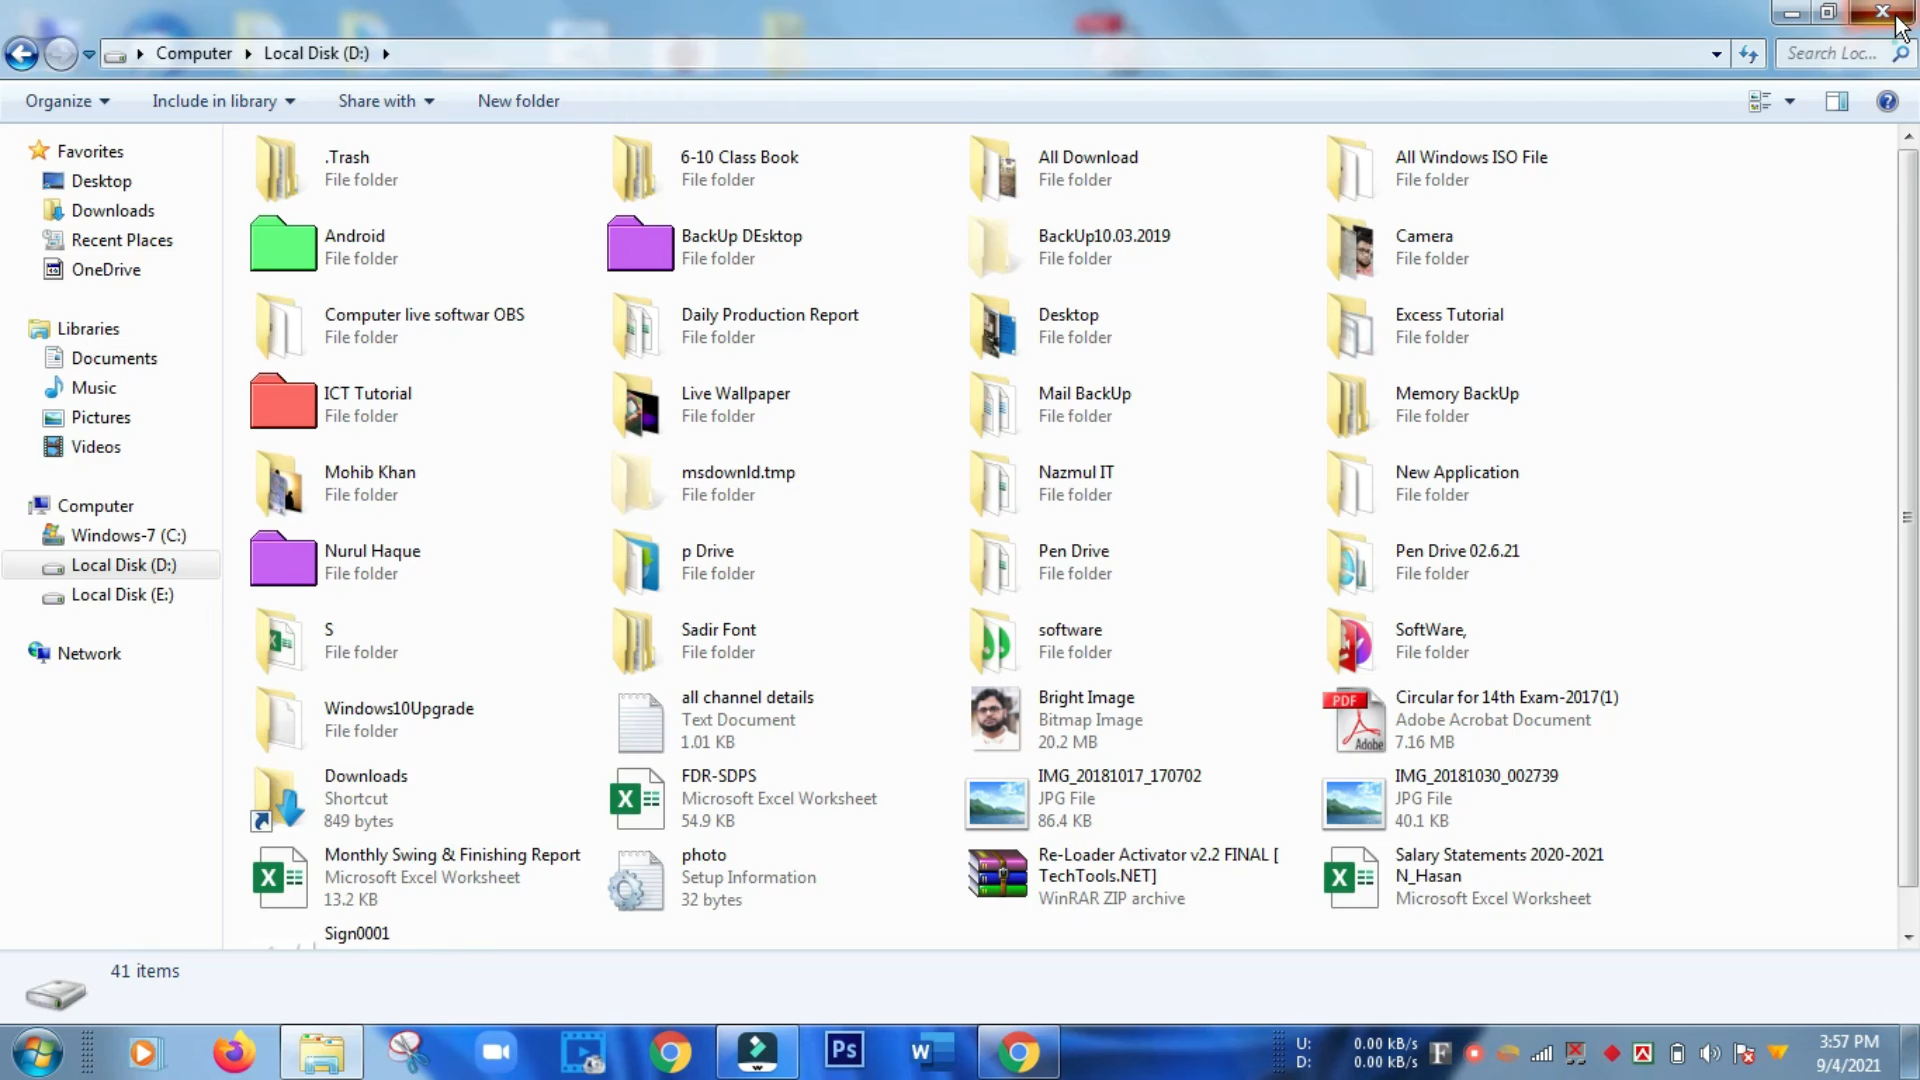 Computer Local Disk (D:)
Search Loc...
Organize Include in library Share with New folder
Favorites
Desktop
Downloads
Recent Places
OneDrive
Libraries
Documents
Music
Pictures
Videos
Computer
Windows-7 (C:)
Local Disk (D:)
Local Disk (E:)
Network
.Trash
File folder
6-10 Class Book
File folder
All Download
File folder
All Windows ISO File
File folder
Android
File folder
BackUp DEsktop
File folder
BackUp10.03.2019
File folder
Camera
File folder
Computer live softwar OBS
File folder
Daily Production Report
File folder
Desktop
File folder
Excess Tutorial
File folder
ICT Tutorial
File folder
Live Wallpaper
File folder
Mail BackUp
File folder
Memory BackUp
File folder
Mohib Khan
File folder
msdownld.tmp
File folder
Nazmul IT
File folder
New Application
File folder
Nurul Haque
File folder
p Drive
File folder
Pen Drive
File folder
Pen Drive 02.6.21
File folder
S
File folder
Sadir Font
File folder
software
File folder
SoftWare,
File folder
Windows10Upgrade
File folder
all channel details
Text Document
1.01 KB
Bright Image
Bitmap Image
20.2 MB
PDF
Adobe
Circular for 14th Exam-2017(1)
Adobe Acrobat Document
7.16 MB
Downloads
Shortcut
849 bytes
FDR-SDPS
Microsoft Excel Worksheet
54.9 KB
IMG_20181017_170702
JPG File
86.4 KB
IMG_20181030_002739
JPG File
40.1 KB
Monthly Swing & Finishing Report
Microsoft Excel Worksheet
13.2 KB
photo
Setup Information
32 bytes
Re-Loader Activator v2.2 FINAL [
TechTools.NET]
WinRAR ZIP archive
Salary Statements 2020-2021
N_Hasan
Microsoft Excel Worksheet
Sign0001
41 items
Ps
W
U: 0.00 kB/s
D: 0.00 kB/s
F
3:57 PM
9/4/2021